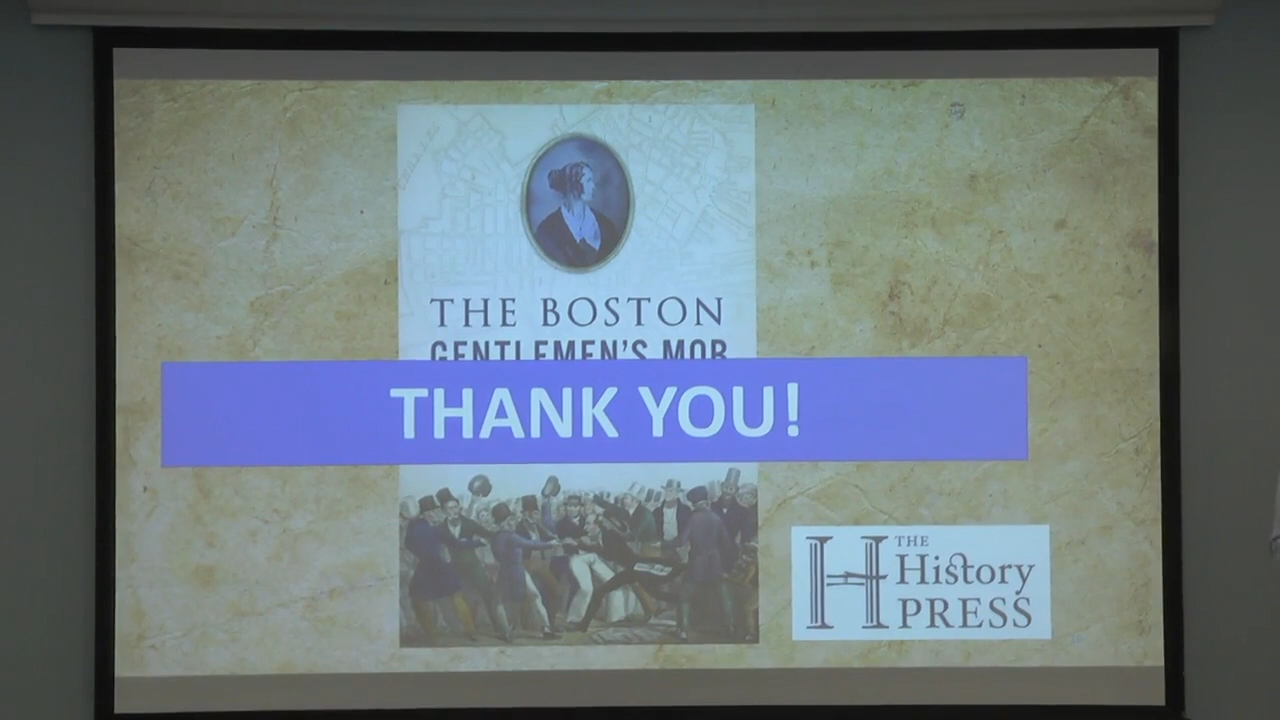 THE BOSTON
GENTLEMEN'S MOB
THANK YOU!
THE
History
PRESS